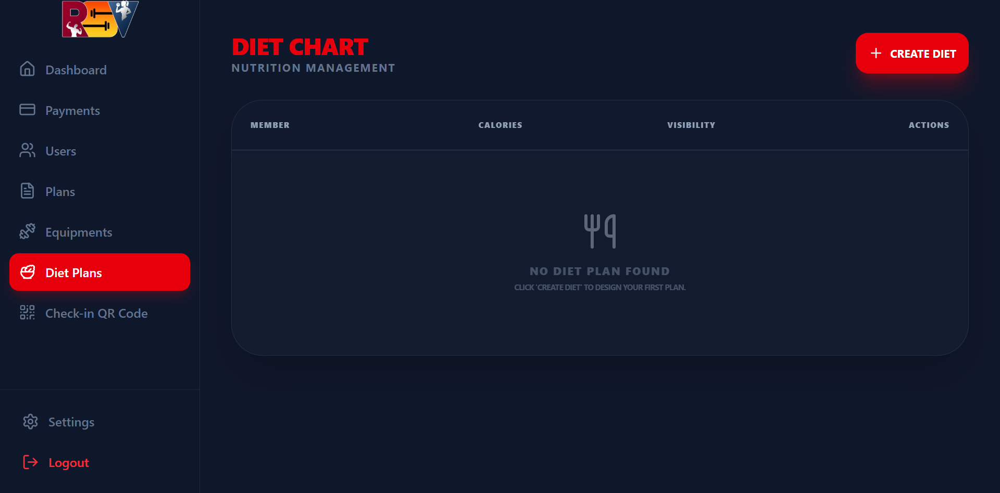 RSV
Dashboard
Payments
Users
Plans
Equipments
Diet Plans
Check-in QR Code
Settings
Logout
DIET CHART
NUTRITION MANAGEMENT
CREATE DIET
MEMBER CALORIES VISIBILITY ACTIONS
NO DIET PLAN FOUND
CLICK 'CREATE DIET' TO DESIGN YOUR FIRST PLAN.